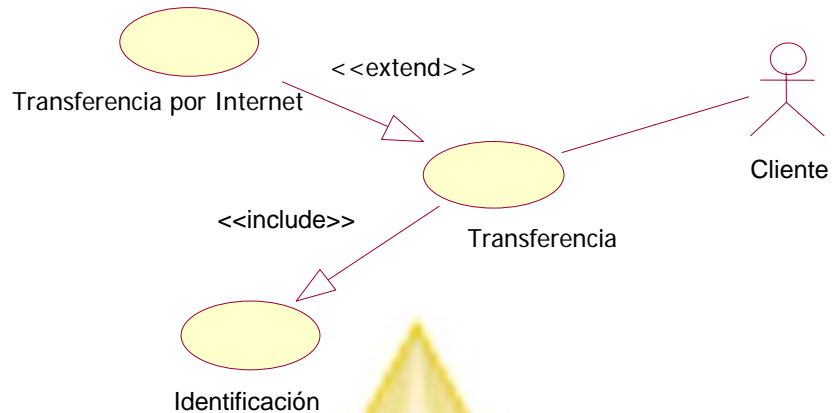 <<extend>>
Transferencia por Internet
Cliente
<<include>>
Transferencia
Identificación